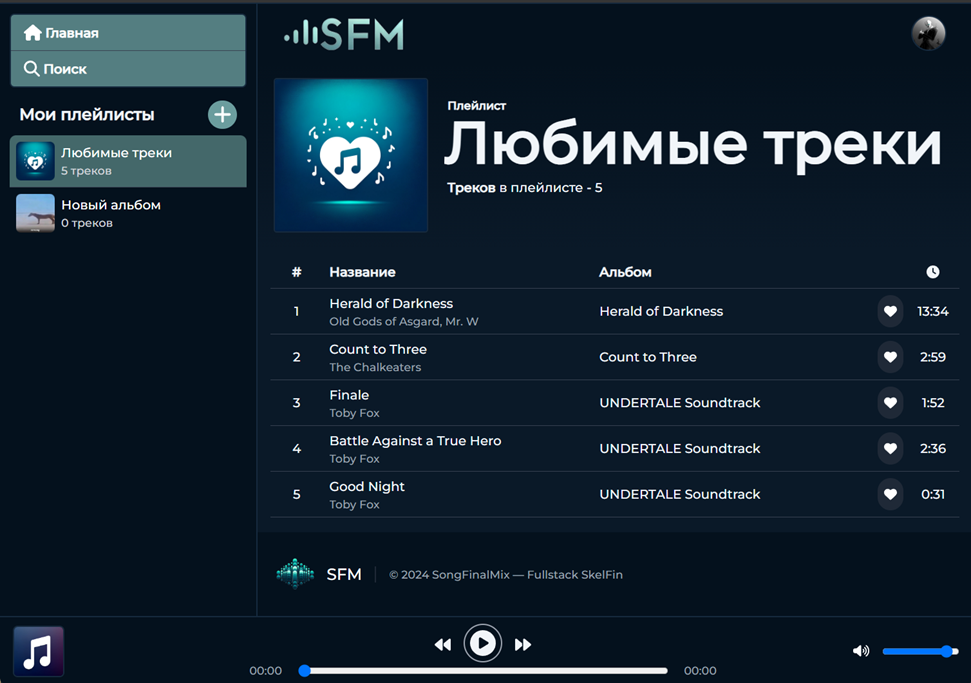 Главная
Поиск
Мои плейлисты
Любимые треки
5 треков
Новый альбом
0 треков
SFM
Плейлист
Любимые треки
Треков в плейлисте - 5
# Название Альбом
1 Herald of Darkness Herald of Darkness 13:34
Old Gods of Asgard, Mr. W
2 Count to Three Count to Three 2:59
The Chalkeaters
3 Finale UNDERTALE Soundtrack 1:52
Toby Fox
4 Battle Against a True Hero UNDERTALE Soundtrack 2:36
Toby Fox
5 Good Night UNDERTALE Soundtrack 0:31
Toby Fox
SFM © 2024 SongFinalMix — Fullstack SkelFin
00:00 00:00